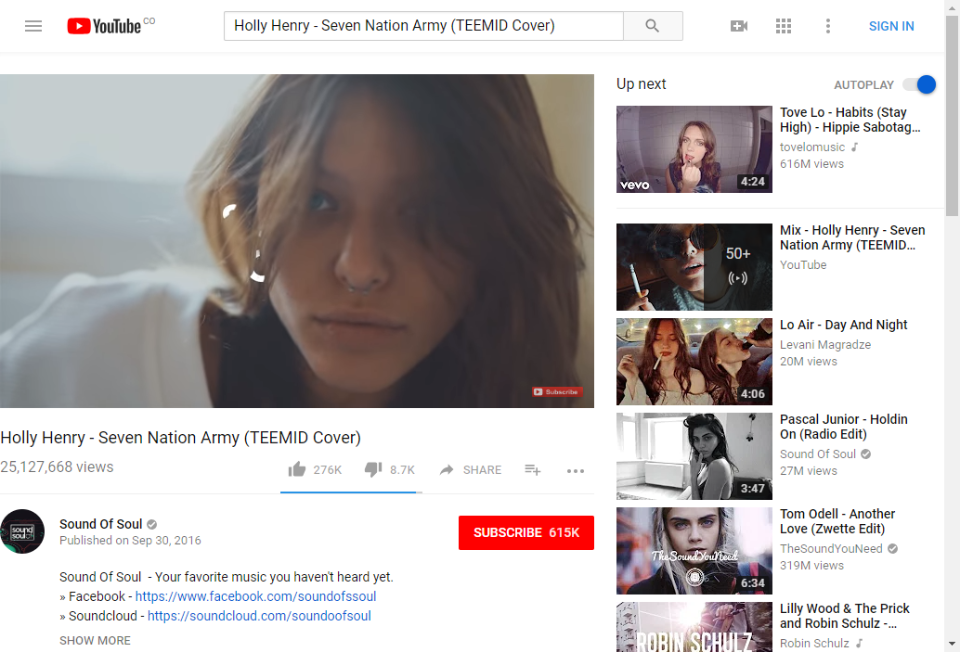 YouTube CO
Holly Henry - Seven Nation Army (TEEMID Cover)
SIGN IN
Subscribe
Holly Henry - Seven Nation Army (TEEMID Cover)
25,127,668 views
276K
8.7K
SHARE
sound
soul
Sound Of Soul
Published on Sep 30, 2016
SUBSCRIBE 615K
Sound Of Soul - Your favorite music you haven't heard yet.
» Facebook - https://www.facebook.com/soundofssoul
» Soundcloud - https://soundcloud.com/soundoofsoul
SHOW MORE
Up next
AUTOPLAY
vevo
4:24
Tove Lo - Habits (Stay
High) - Hippie Sabotag...
tovelomusic
616M views
50+
Mix - Holly Henry - Seven
Nation Army (TEEMID...
YouTube
4:06
Lo Air - Day And Night
Levani Magradze
20M views
3:47
Pascal Junior - Holdin
On (Radio Edit)
Sound Of Soul
27M views
TheSoundYouNeed
6:34
Tom Odell - Another
Love (Zwette Edit)
TheSoundYouNeed
319M views
ROBIN SCHULZ
Lilly Wood & The Prick
and Robin Schulz -...
Robin Schulz